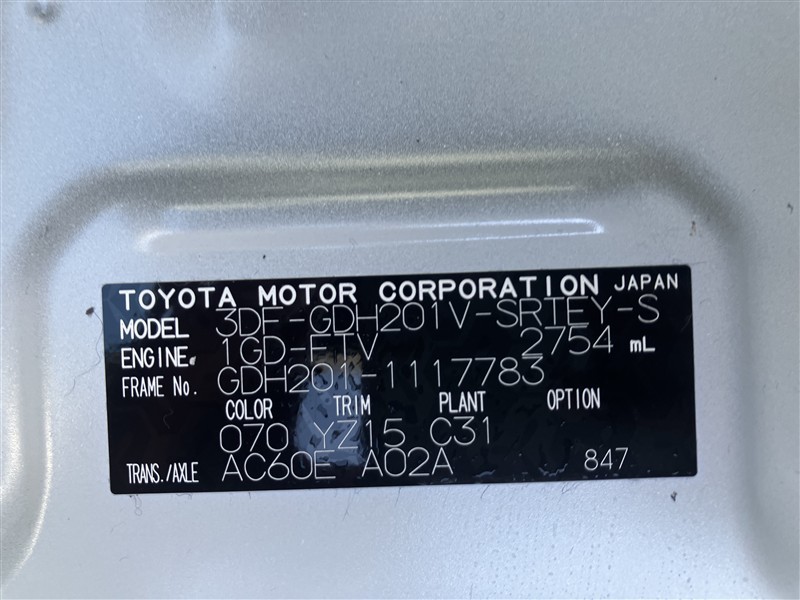 TOYOTA MOTOR CORPORATION JAPAN
MODEL 3DF-GDH201V-SRTEY-S
ENGINE 1GD-FTV 2754 mL
FRAME No. GDH201-1117783
COLOR TRIM PLANT OPTION
070 YZ15 C31
TRANS./AXLE AC60E A02A 847